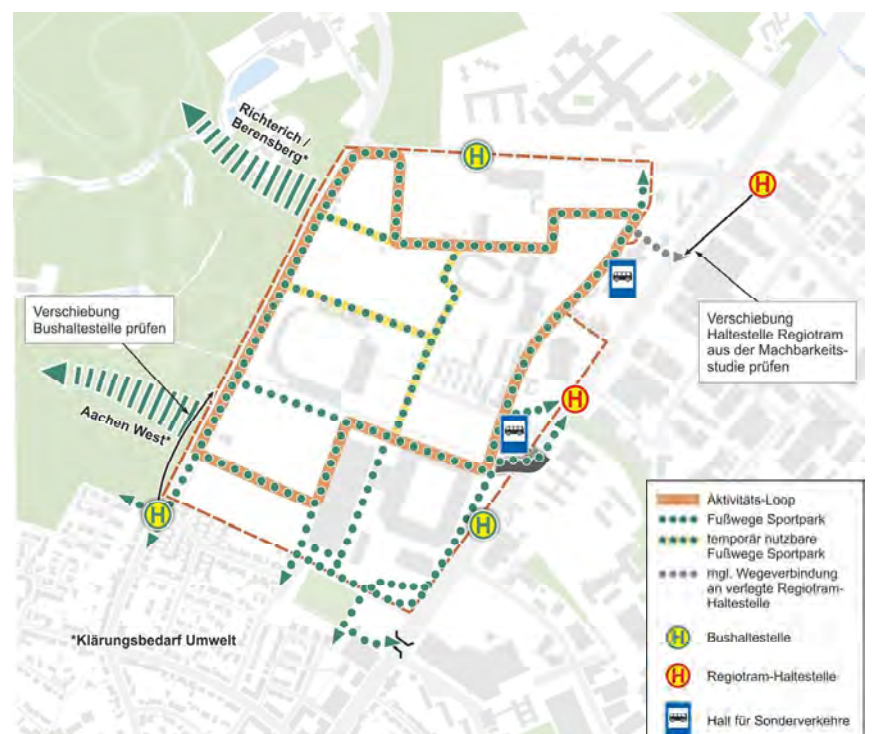 Richterich /
Berensberg*
H
H
Verschiebung
Bushaltestelle prüfen
Verschiebung
Haltestelle Regiotram
aus der Machbarkeits-
studie prüfen
Aachen West*
H
H
H
*Klärungsbedarf Umwelt
Aktivitäts-Loop
Fußwege Sportpark
temporär nutzbare
Fußwege Sportpark
mgl. Wegeverbindung
an verlegte Regiotram-
Haltestelle
H Bushaltestelle
H Regiotram-Haltestelle
Halt für Sonderverkehre